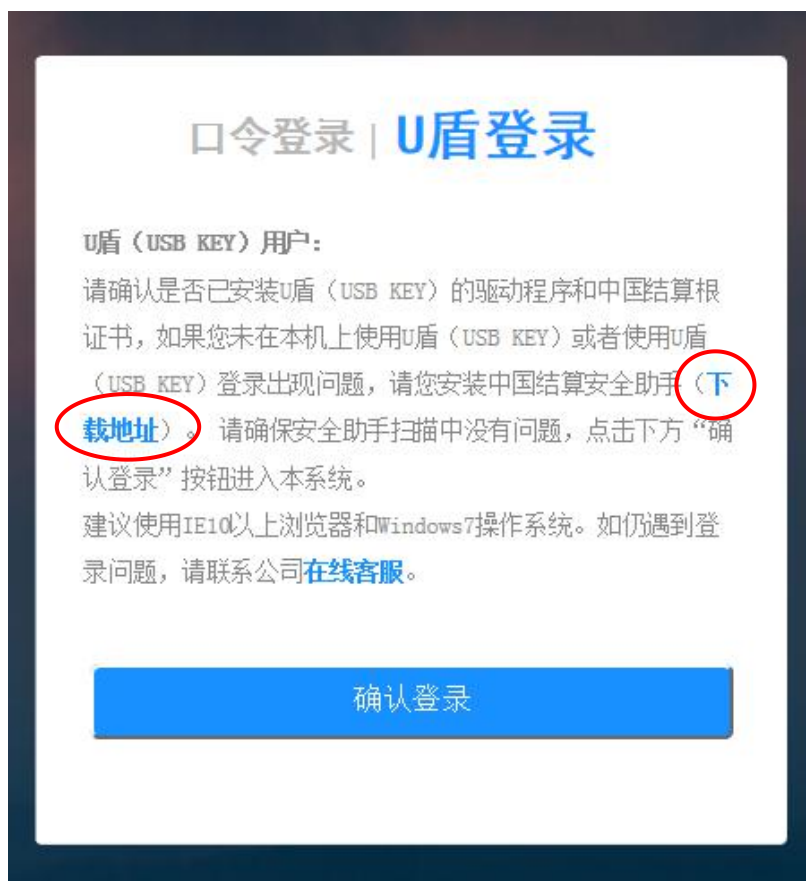 口令登录 | U盾登录
U盾（USB KEY）用户：
请确认是否已安装U盾（USB KEY）的驱动程序和中国结算根
证书，如果您未在本机上使用U盾（USB KEY）或者使用U盾
（USB KEY）登录出现问题，请您安装中国结算安全助手（下
载地址）。 请确保安全助手扫描中没有问题，点击下方“确
认登录”按钮进入本系统。
建议使用IE10以上浏览器和Windows7操作系统。如仍遇到登
录问题，请联系公司在线客服。
确认登录